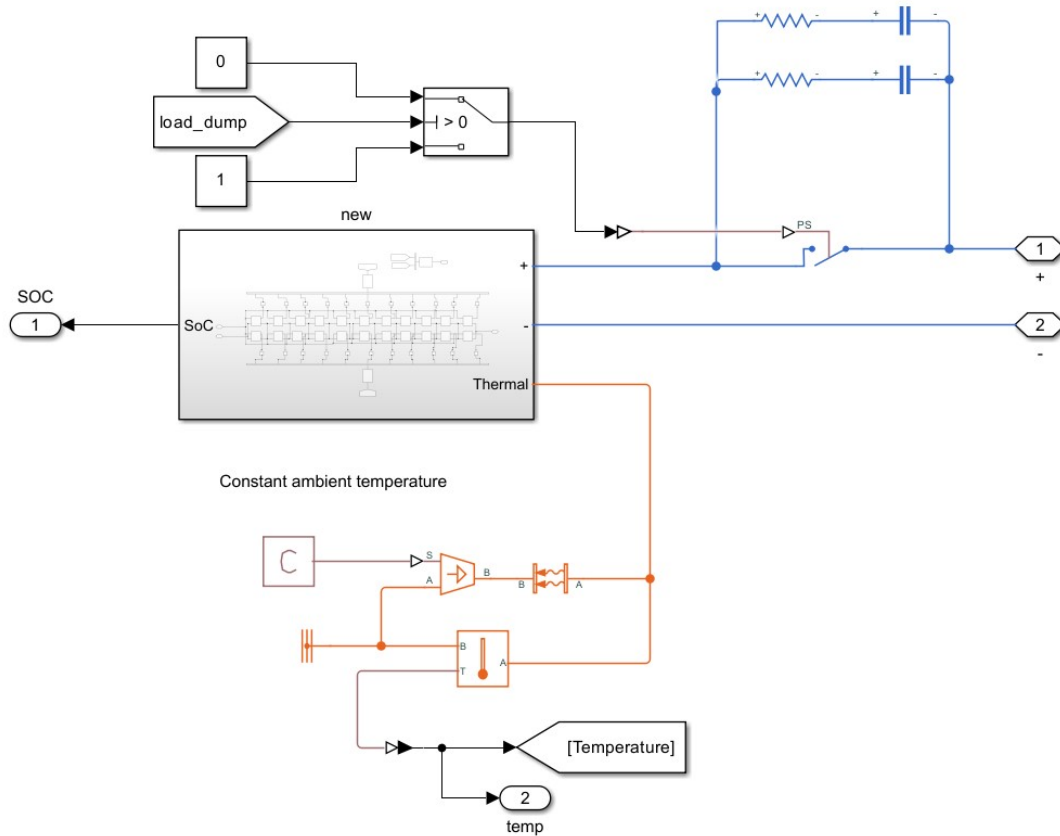 0
load_dump
> 0
1
new
PS
+
1
+
SOC
1
SoC
-
2
-
Thermal
Constant ambient temperature
C
S
A
B
B
A
B
T
A
[Temperature]
2
temp
+
-
+
-
+
-
+
-